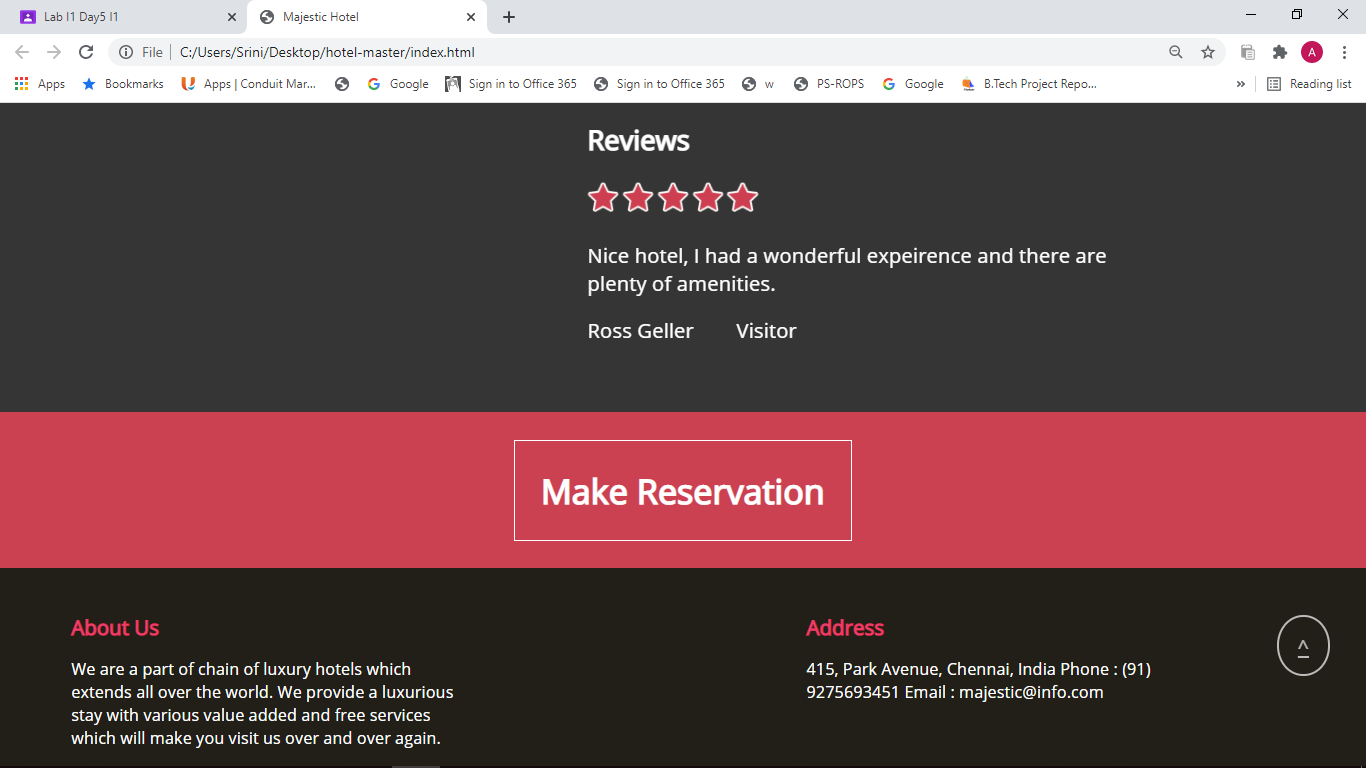 Lab I1 Day5 I1
Majestic Hotel
File
C:/Users/Srini/Desktop/hotel-master/index.html
A
Apps
Bookmarks
Apps | Conduit Mar...
Google
Sign in to Office 365
Sign in to Office 365
w
PS-ROPS
Google
B.Tech Project Repo...
»
Reading list
Reviews
Nice hotel, I had a wonderful expeirence and there are
plenty of amenities.
Ross Geller Visitor
Make Reservation
About Us
We are a part of chain of luxury hotels which
extends all over the world. We provide a luxurious
stay with various value added and free services
which will make you visit us over and over again.
Address
415, Park Avenue, Chennai, India Phone : (91)
9275693451 Email : majestic@info.com
^